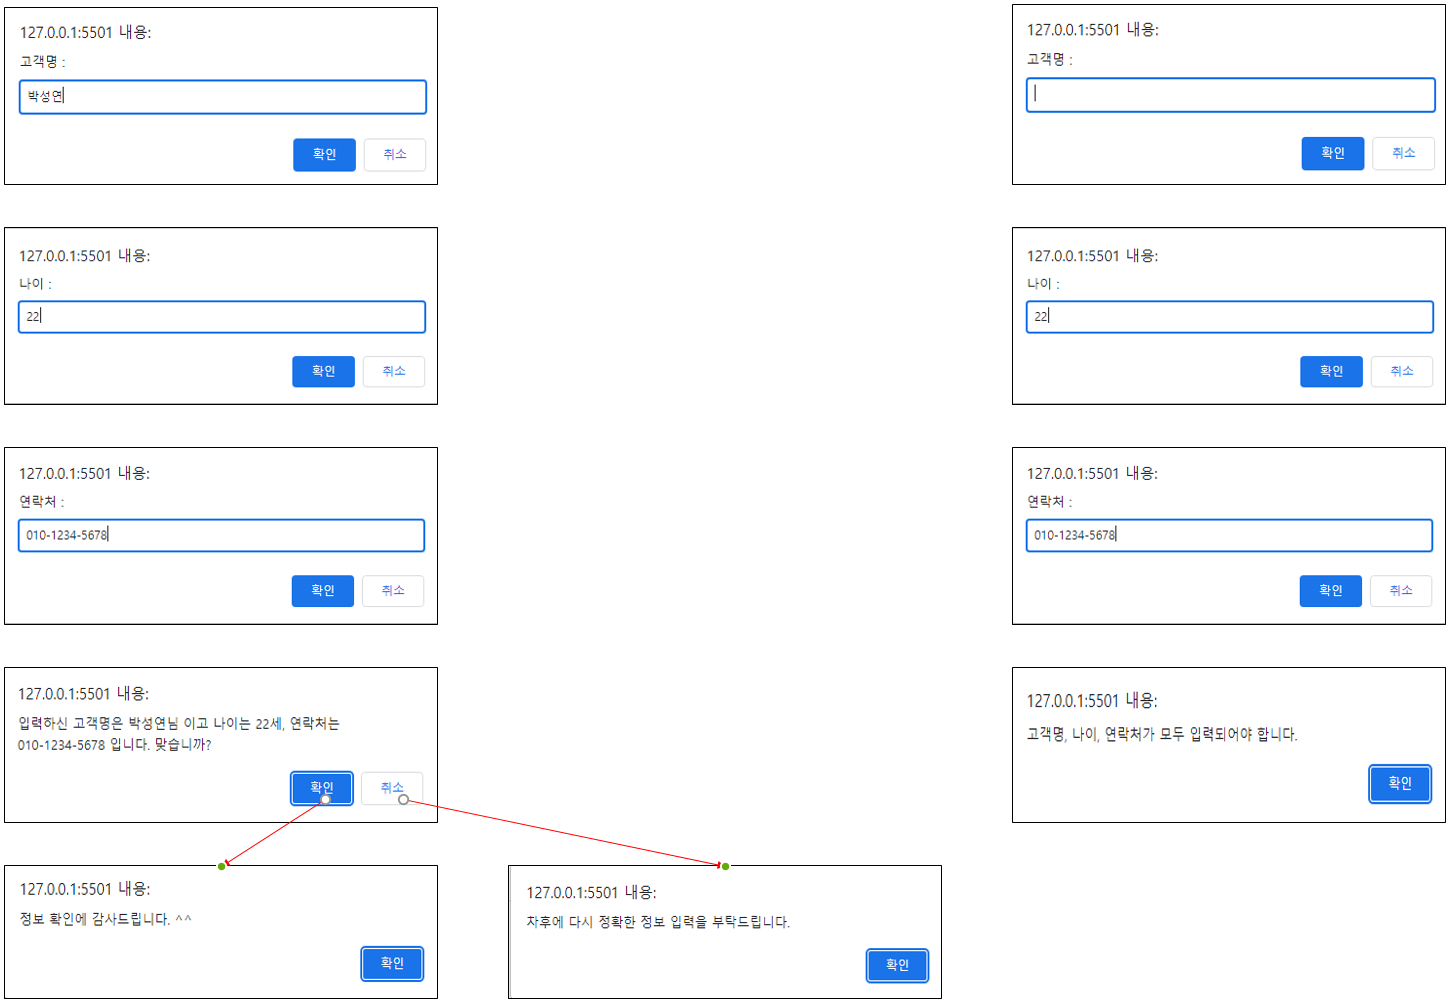 127.0.0.1:5501 내용:
고객명 :
박성연
확인 취소
127.0.0.1:5501 내용:
고객명 :
확인 취소
127.0.0.1:5501 내용:
나이 :
22
확인 취소
127.0.0.1:5501 내용:
나이 :
22
확인 취소
127.0.0.1:5501 내용:
연락처 :
010-1234-5678
확인 취소
127.0.0.1:5501 내용:
연락처 :
010-1234-5678
확인 취소
127.0.0.1:5501 내용:
입력하신 고객명은 박성연님 이고 나이는 22세, 연락처는
010-1234-5678 입니다. 맞습니까?
확인 취소
127.0.0.1:5501 내용:
고객명, 나이, 연락처가 모두 입력되어야 합니다.
확인
127.0.0.1:5501 내용:
정보 확인에 감사드립니다. ^^
확인
127.0.0.1:5501 내용:
차후에 다시 정확한 정보 입력을 부탁드립니다.
확인